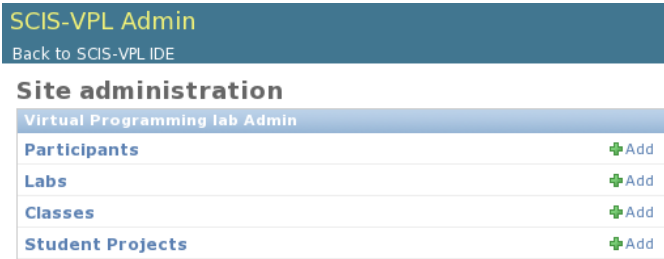 SCIS-VPL Admin
Back to SCIS-VPL IDE
Site administration
Virtual Programming lab Admin
Participants Add
Labs Add
Classes Add
Student Projects Add